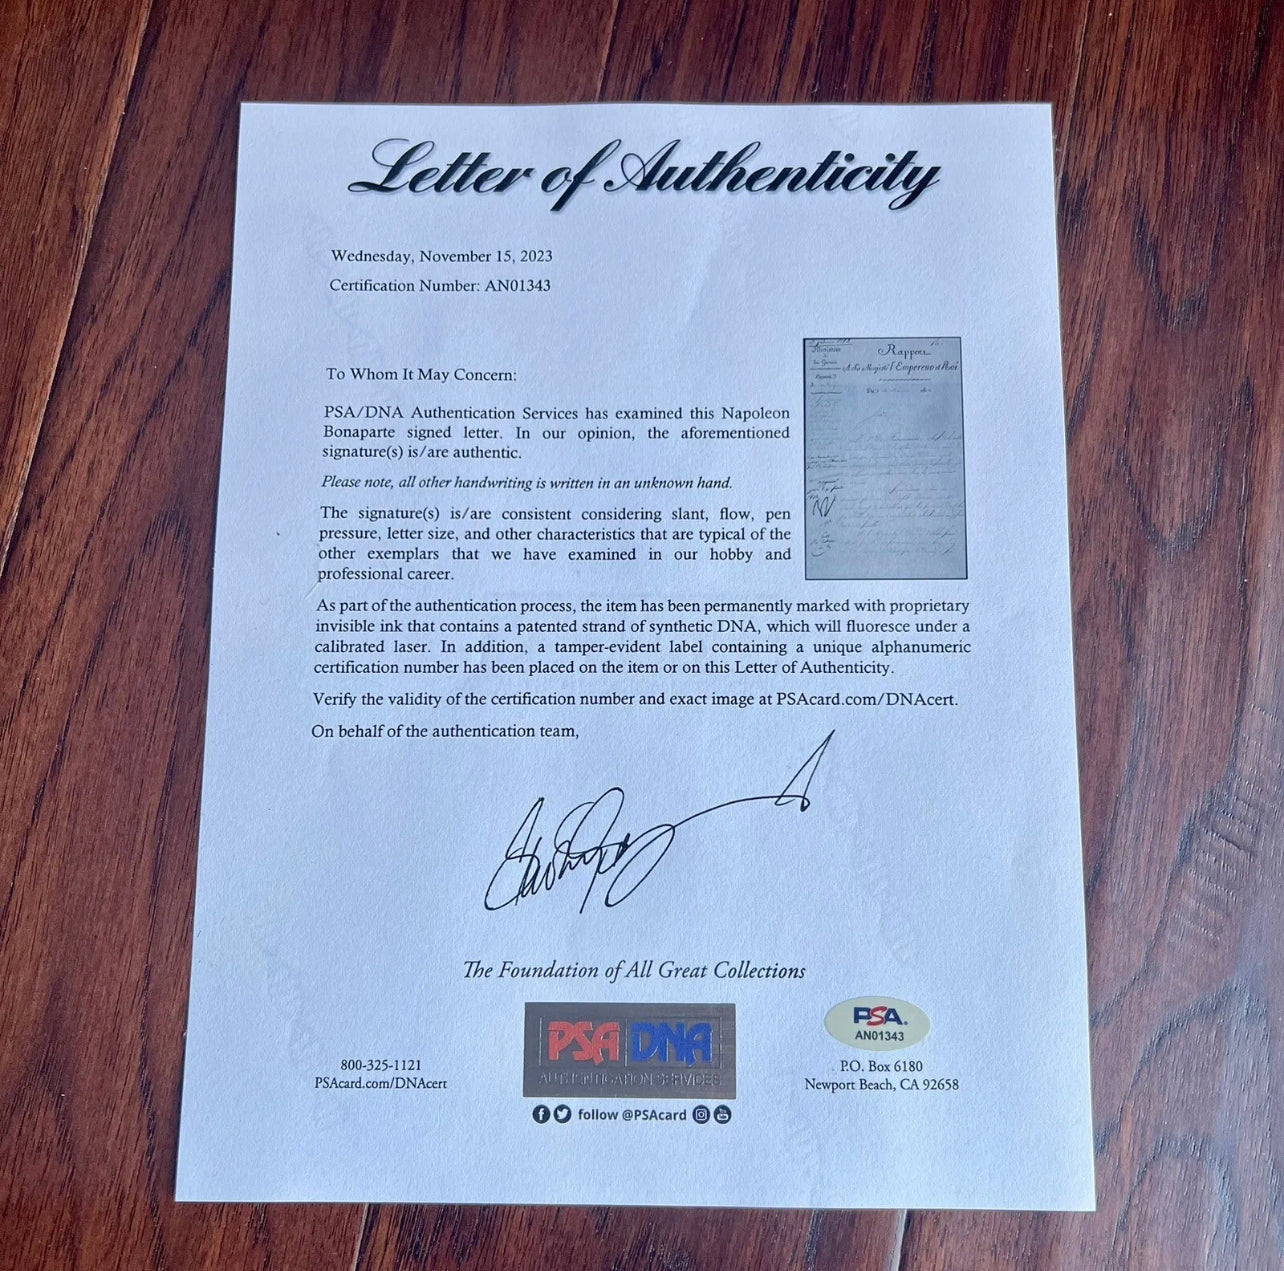 Letter of Authenticity
Wednesday, November 15, 2023
Certification Number: AN01343
To Whom It May Concern:
PSA/DNA Authentication Services has examined this Napoleon
Bonaparte signed letter. In our opinion, the aforementioned
signature(s) is/are authentic.
Please note, all other handwriting is written in an unknown hand.
The signature(s) is/are consistent considering slant, flow, pen
pressure, letter size, and other characteristics that are typical of the
other exemplars that we have examined in our hobby and
professional career.
Rapport
A Sa Majesté l'Empereur et Roi
As part of the authentication process, the item has been permanently marked with proprietary
invisible ink that contains a patented strand of synthetic DNA, which will fluoresce under a
calibrated laser. In addition, a tamper-evident label containing a unique alphanumeric
certification number has been placed on the item or on this Letter of Authenticity.
Verify the validity of the certification number and exact image at PSAcard.com/DNAcert.
On behalf of the authentication team,
The Foundation of All Great Collections
800-325-1121
PSAcard.com/DNAcert
PSA DNA
AUTHENTICATION SERVICES
follow @PSAcard
PSA.
AN01343
P.O. Box 6180
Newport Beach, CA 92658